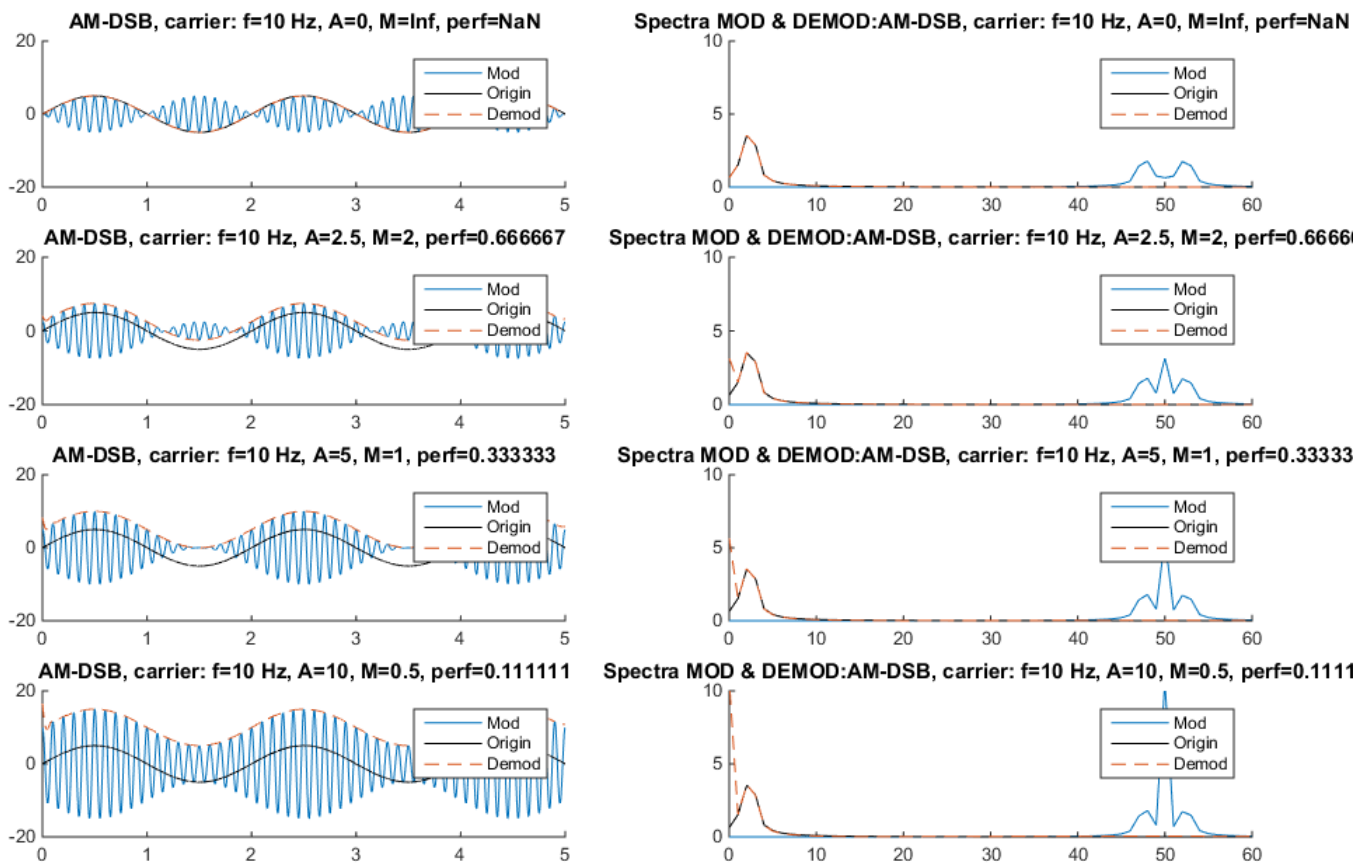 AM-DSB, carrier: f=10 Hz, A=0, M=Inf, perf=NaN
20
0
-20
0 1 2 3 4 5
Mod
Origin
Demod
Spectra MOD & DEMOD:AM-DSB, carrier: f=10 Hz, A=0, M=Inf, perf=NaN
10
5
0
0 10 20 30 40 50 60
Mod
Origin
Demod
AM-DSB, carrier: f=10 Hz, A=2.5, M=2, perf=0.666667
20
0
-20
0 1 2 3 4 5
Mod
Origin
Demod
Spectra MOD & DEMOD:AM-DSB, carrier: f=10 Hz, A=2.5, M=2, perf=0.66666
10
5
0
0 10 20 30 40 50 60
Mod
Origin
Demod
AM-DSB, carrier: f=10 Hz, A=5, M=1, perf=0.333333
20
0
-20
0 1 2 3 4 5
Mod
Origin
Demod
Spectra MOD & DEMOD:AM-DSB, carrier: f=10 Hz, A=5, M=1, perf=0.33333
10
5
0
0 10 20 30 40 50 60
Mod
Origin
Demod
AM-DSB, carrier: f=10 Hz, A=10, M=0.5, perf=0.111111
20
0
-20
0 1 2 3 4 5
Mod
Origin
Demod
Spectra MOD & DEMOD:AM-DSB, carrier: f=10 Hz, A=10, M=0.5, perf=0.1111
10
5
0
0 10 20 30 40 50 60
Mod
Origin
Demod